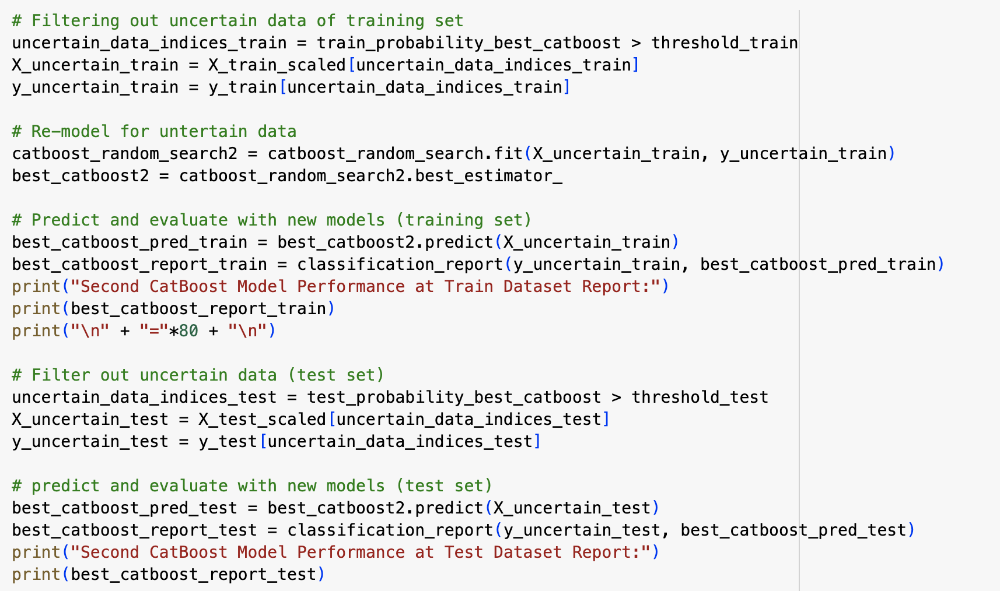 # Filtering out uncertain data of training set
uncertain_data_indices_train = train_probability_best_catboost > threshold_train
X_uncertain_train = X_train_scaled[uncertain_data_indices_train]
y_uncertain_train = y_train[uncertain_data_indices_train]
# Re-model for untertain data
catboost_random_search2 = catboost_random_search.fit(X_uncertain_train, y_uncertain_train)
best_catboost2 = catboost_random_search2.best_estimator_
# Predict and evaluate with new models (training set)
best_catboost_pred_train = best_catboost2.predict(X_uncertain_train)
best_catboost_report_train = classification_report(y_uncertain_train, best_catboost_pred_train)
print("Second CatBoost Model Performance at Train Dataset Report:")
print(best_catboost_report_train)
print("\n" + "="*80 + "\n")
# Filter out uncertain data (test set)
uncertain_data_indices_test = test_probability_best_catboost > threshold_test
X_uncertain_test = X_test_scaled[uncertain_data_indices_test]
y_uncertain_test = y_test[uncertain_data_indices_test]
# predict and evaluate with new models (test set)
best_catboost_pred_test = best_catboost2.predict(X_uncertain_test)
best_catboost_report_test = classification_report(y_uncertain_test, best_catboost_pred_test)
print("Second CatBoost Model Performance at Test Dataset Report:")
print(best_catboost_report_test)